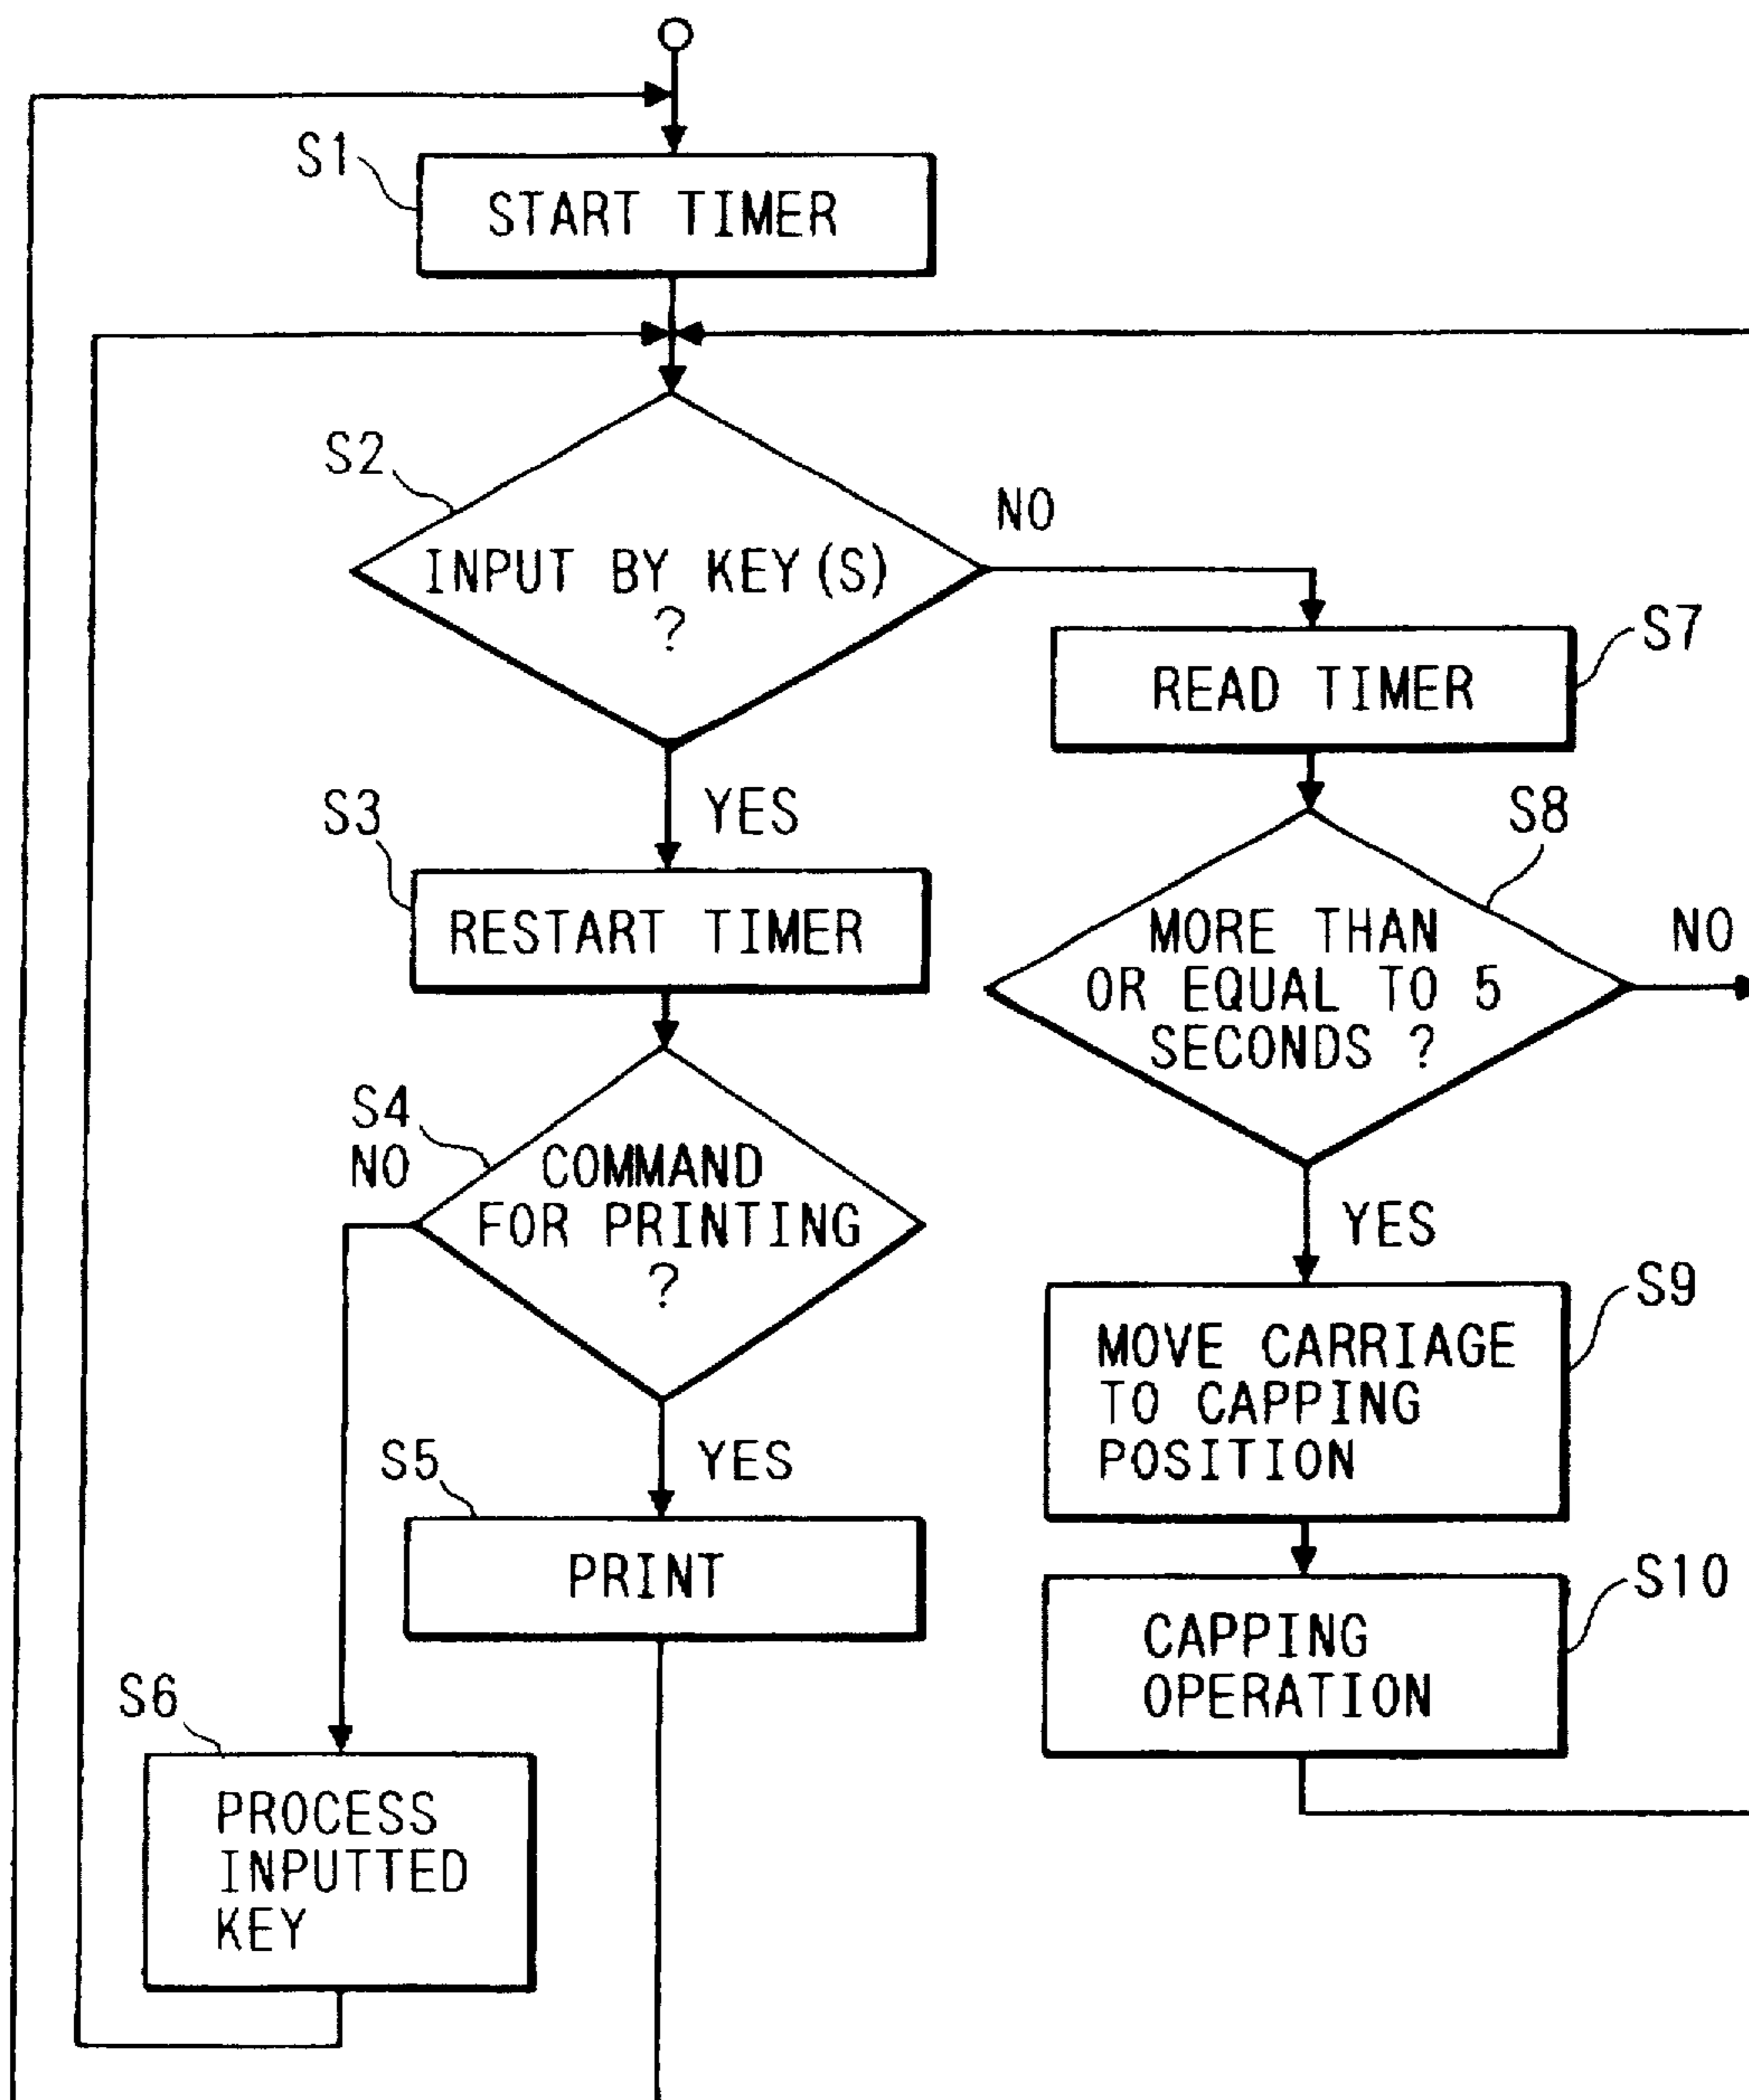 S1
START TIMER
S2
INPUT BY KEY(S)
?
NO
YES
S3
RESTART TIMER
S4
NO
COMMAND
FOR PRINTING
?
YES
S5
PRINT
S6
PROCESS
INPUTTED
KEY
S7
READ TIMER
S8
MORE THAN
OR EQUAL TO 5
SECONDS ?
NO
YES
S9
MOVE CARRIAGE
TO CAPPING
POSITION
S10
CAPPING
OPERATION